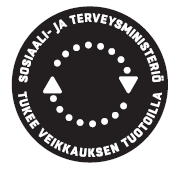 SOSIAALI- JA TERVEYSMINISTERIÖ
TUKEE VEIKKAUKSEN TUOTOILLA